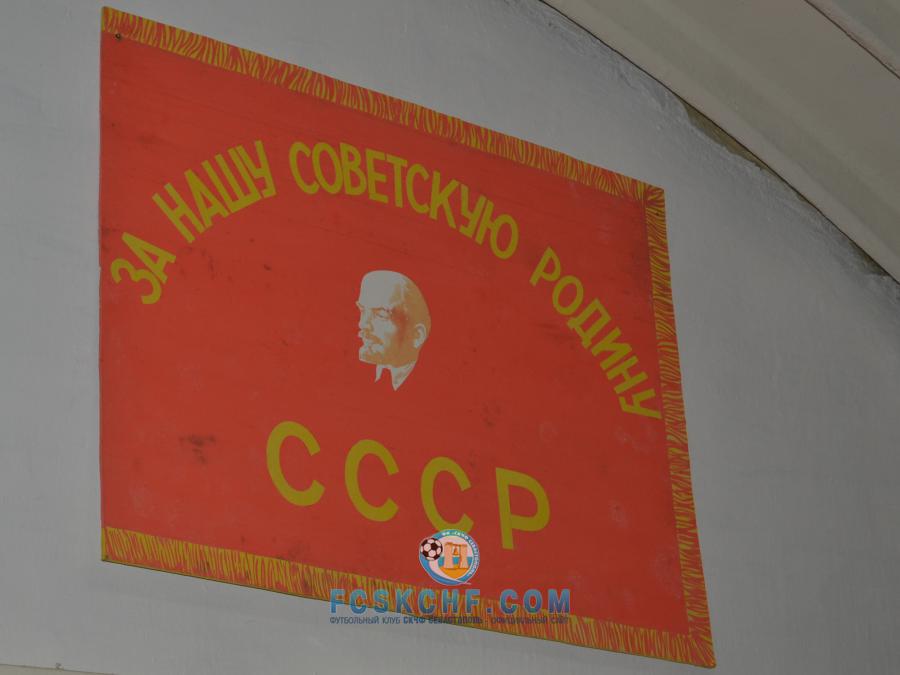 ЗА НАШУ СОВЕТСКУЮ РОДИНУ
СССР
FCSKCHF.COM
ФУТБОЛЬНЫЙ КЛУБ СКЧФ СЕВАСТОПОЛЬ - ОФИЦИАЛЬНЫЙ САЙТ